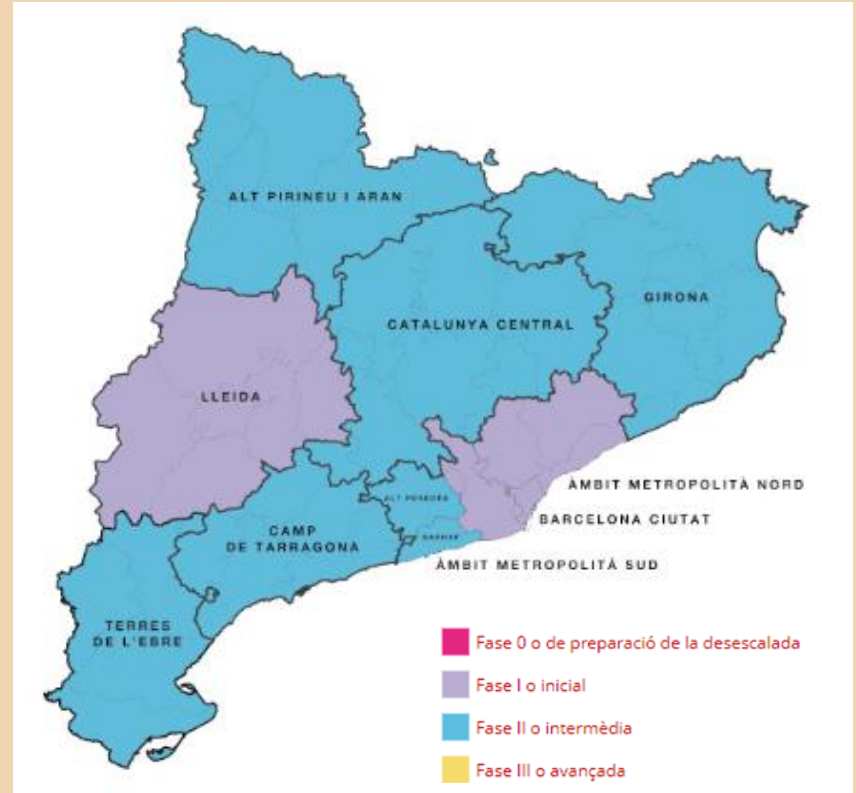 ALT PIRINEU I ARAN
GIRONA
CATALUNYA CENTRAL
LLEIDA
ÀMBIT METROPOLITÀ NORD
ALT PENEDÈS
BARCELONA CIUTAT
CAMP
DE TARRAGONA
GARRAF
ÀMBIT METROPOLITÀ SUD
TERRES
DE L'EBRE
Fase 0 o de preparació de la desescalada
Fase I o inicial
Fase II o intermèdia
Fase III o avançada